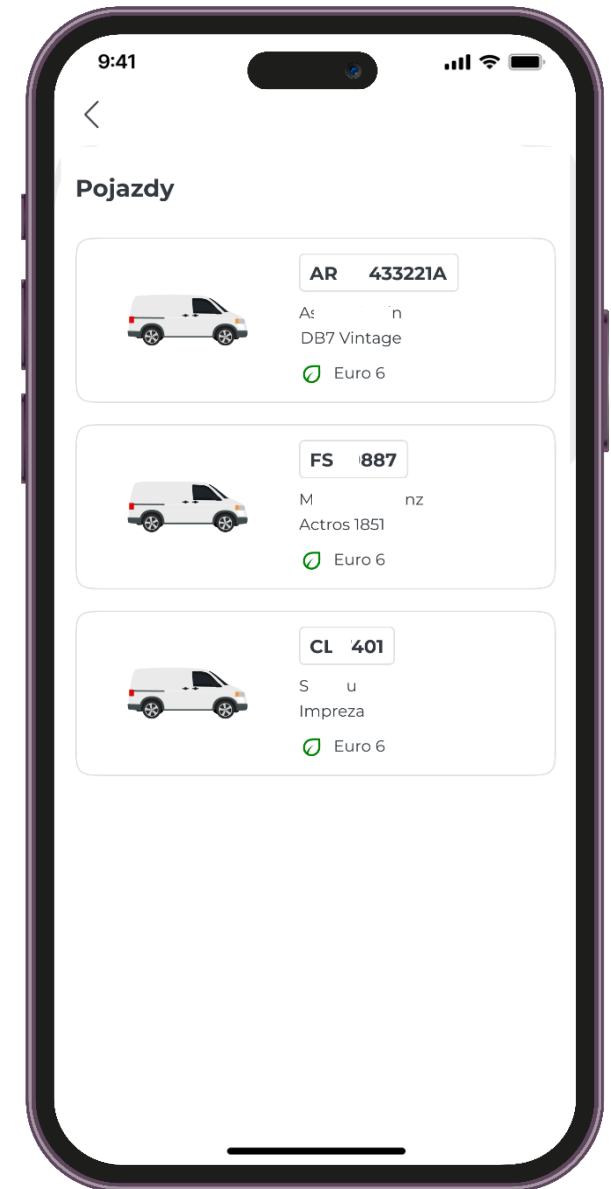 9:41
Pojazdy
AR 433221A
DB7 Vintage
Euro 6
FS 887
Actros 1851
Euro 6
CL 401
Impreza
Euro 6